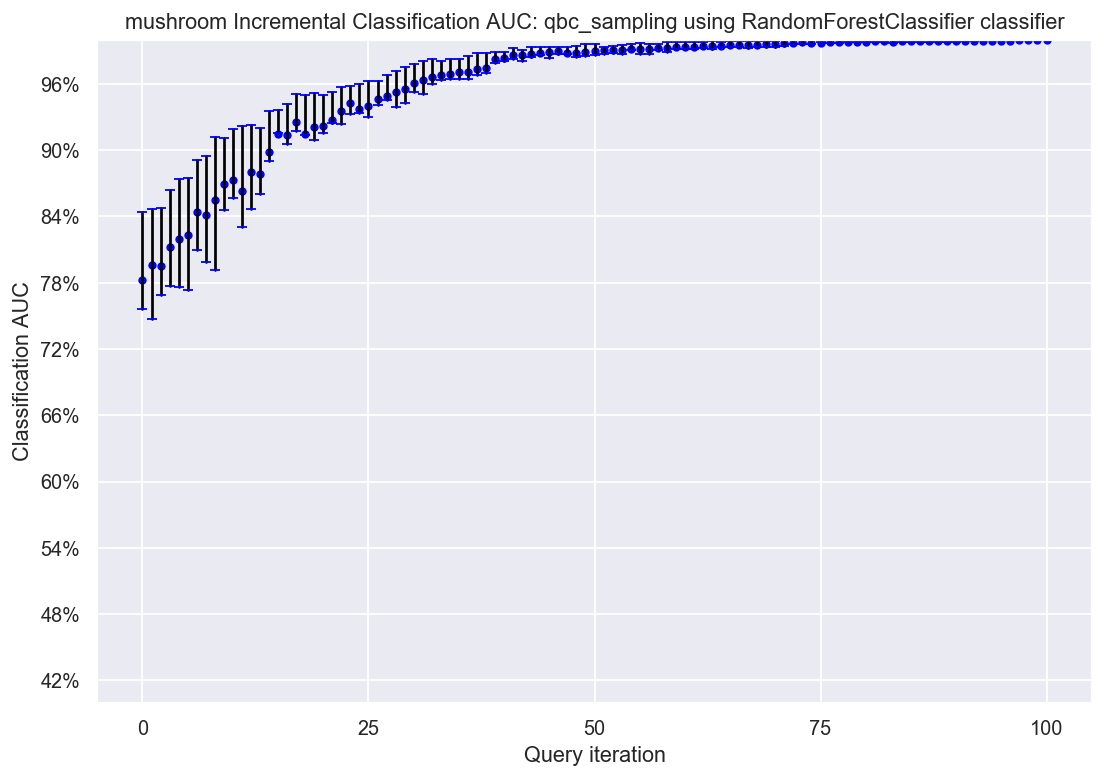 mushroom Incremental Classification AUC: qbc_sampling using RandomForestClassifier classifier
96%
90%
84%
78%
72%
66%
60%
54%
48%
42%
Classification AUC
0 25 50 75 100
Query iteration